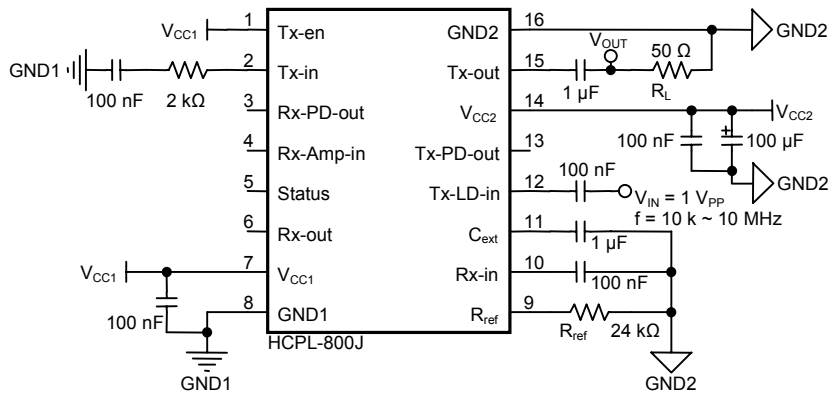 V_CC1
1
Tx-en
GND2
16
GND2
GND1
100 nF
2 kΩ
2
Tx-in
Tx-out
15
1 µF
V_OUT
50 Ω
R_L
3
Rx-PD-out
V_CC2
14
V_CC2
100 nF
+
100 µF
GND2
4
Rx-Amp-in
Tx-PD-out
13
5
Status
Tx-LD-in
12
100 nF
V_IN = 1 V_PP
f = 10 k ~ 10 MHz
6
Rx-out
C_ext
11
1 µF
V_CC1
7
V_CC1
Rx-in
10
100 nF
100 nF
8
GND1
R_ref
9
R_ref
24 kΩ
HCPL-800J
GND1
GND2